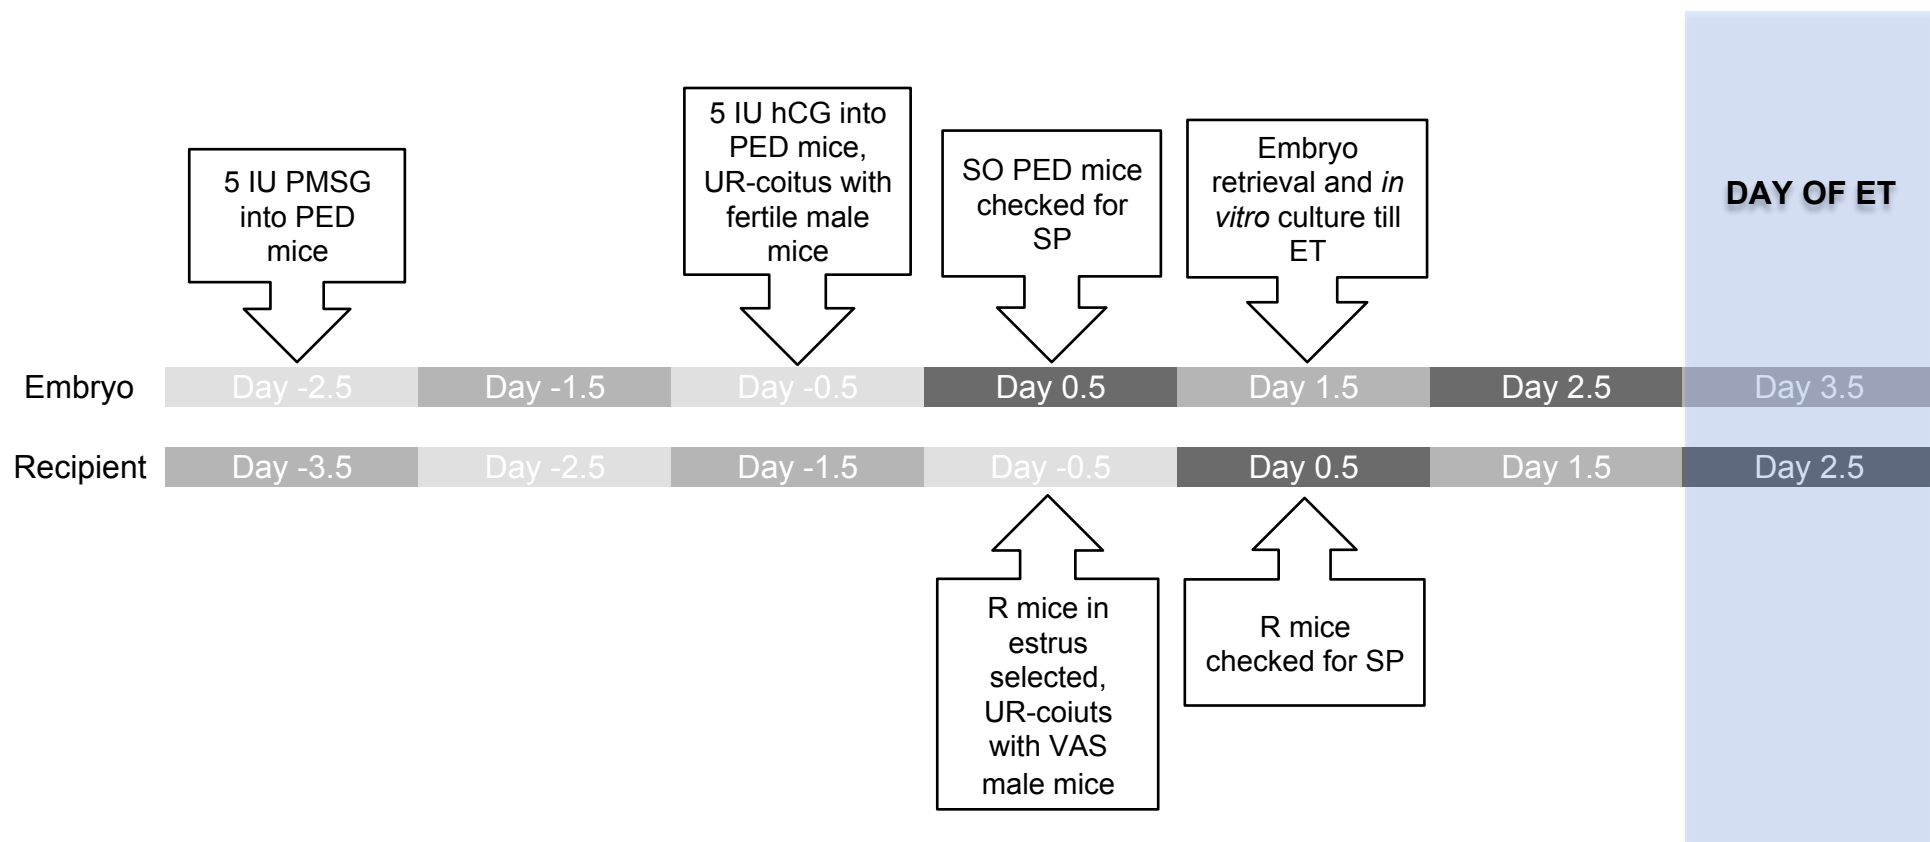 5 IU PMSG
into PED
mice
5 IU hCG into
PED mice,
UR-coitus with
fertile male
mice
SO PED mice
checked for
SP
Embryo
retrieval and in
vitro culture till
ET
DAY OF ET
Embryo Day -2.5 Day -1.5 Day -0.5 Day 0.5 Day 1.5 Day 2.5 Day 3.5
Recipient Day -3.5 Day -2.5 Day -1.5 Day -0.5 Day 0.5 Day 1.5 Day 2.5
R mice in
estrus
selected,
UR-coiuts
with VAS
male mice
R mice
checked for SP